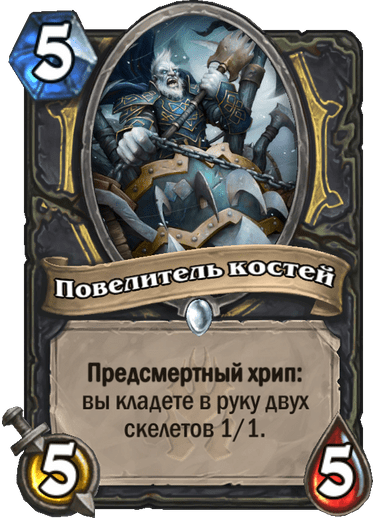 5
Повелитель костей
Предсмертный хрип:
вы кладете в руку двух
скелетов 1/1.
5
5